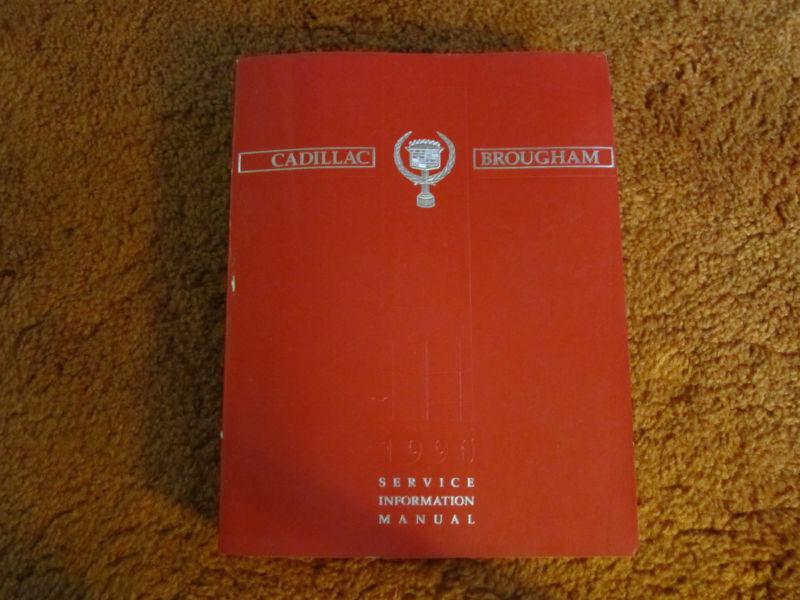 CADILLAC BROUGHAM
1990
SERVICE
INFORMATION
MANUAL